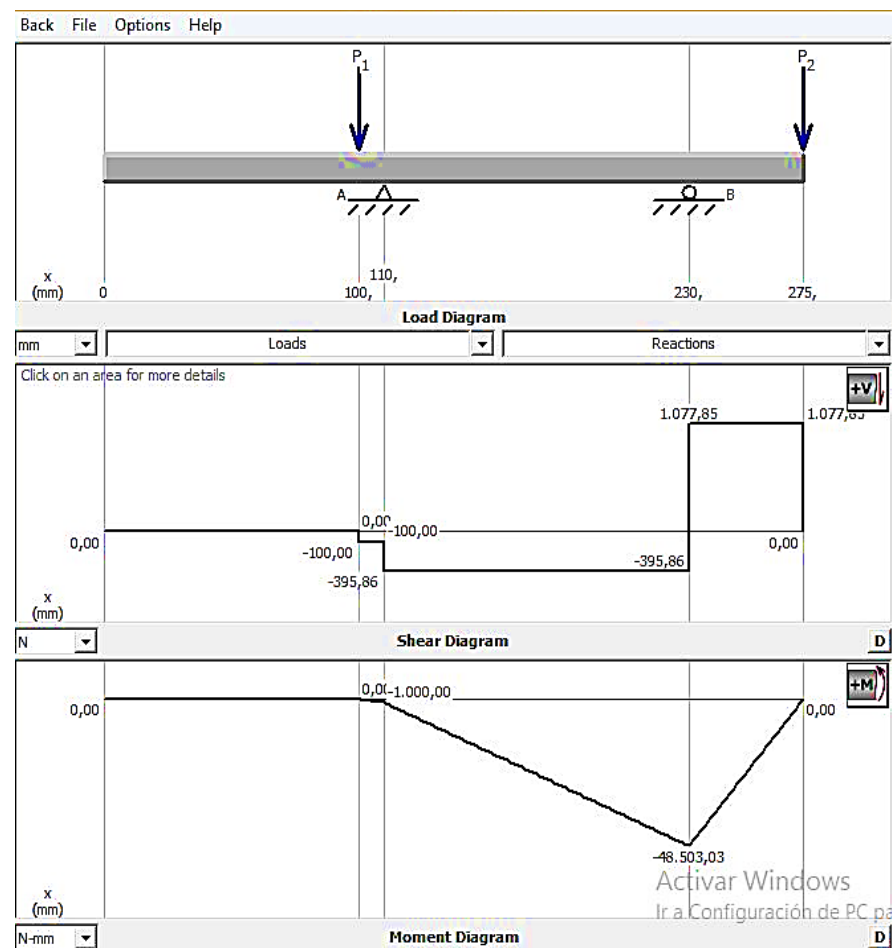 Back File Options Help
P1 P2
A B
x
(mm) 0 100, 110, 230, 275,
Load Diagram
mm Loads Reactions
Click on an area for more details
+V
1.077,85
0,00 -100,00
0,00 -100,00 -395,86 0,00
-395,86
x
(mm)
N Shear Diagram D
+M
0,00 -1.000,00
0,00 0,00
-48.503,03
Activar Windows
x
(mm) Ir a Configuración de PC pa
N-mm Moment Diagram D